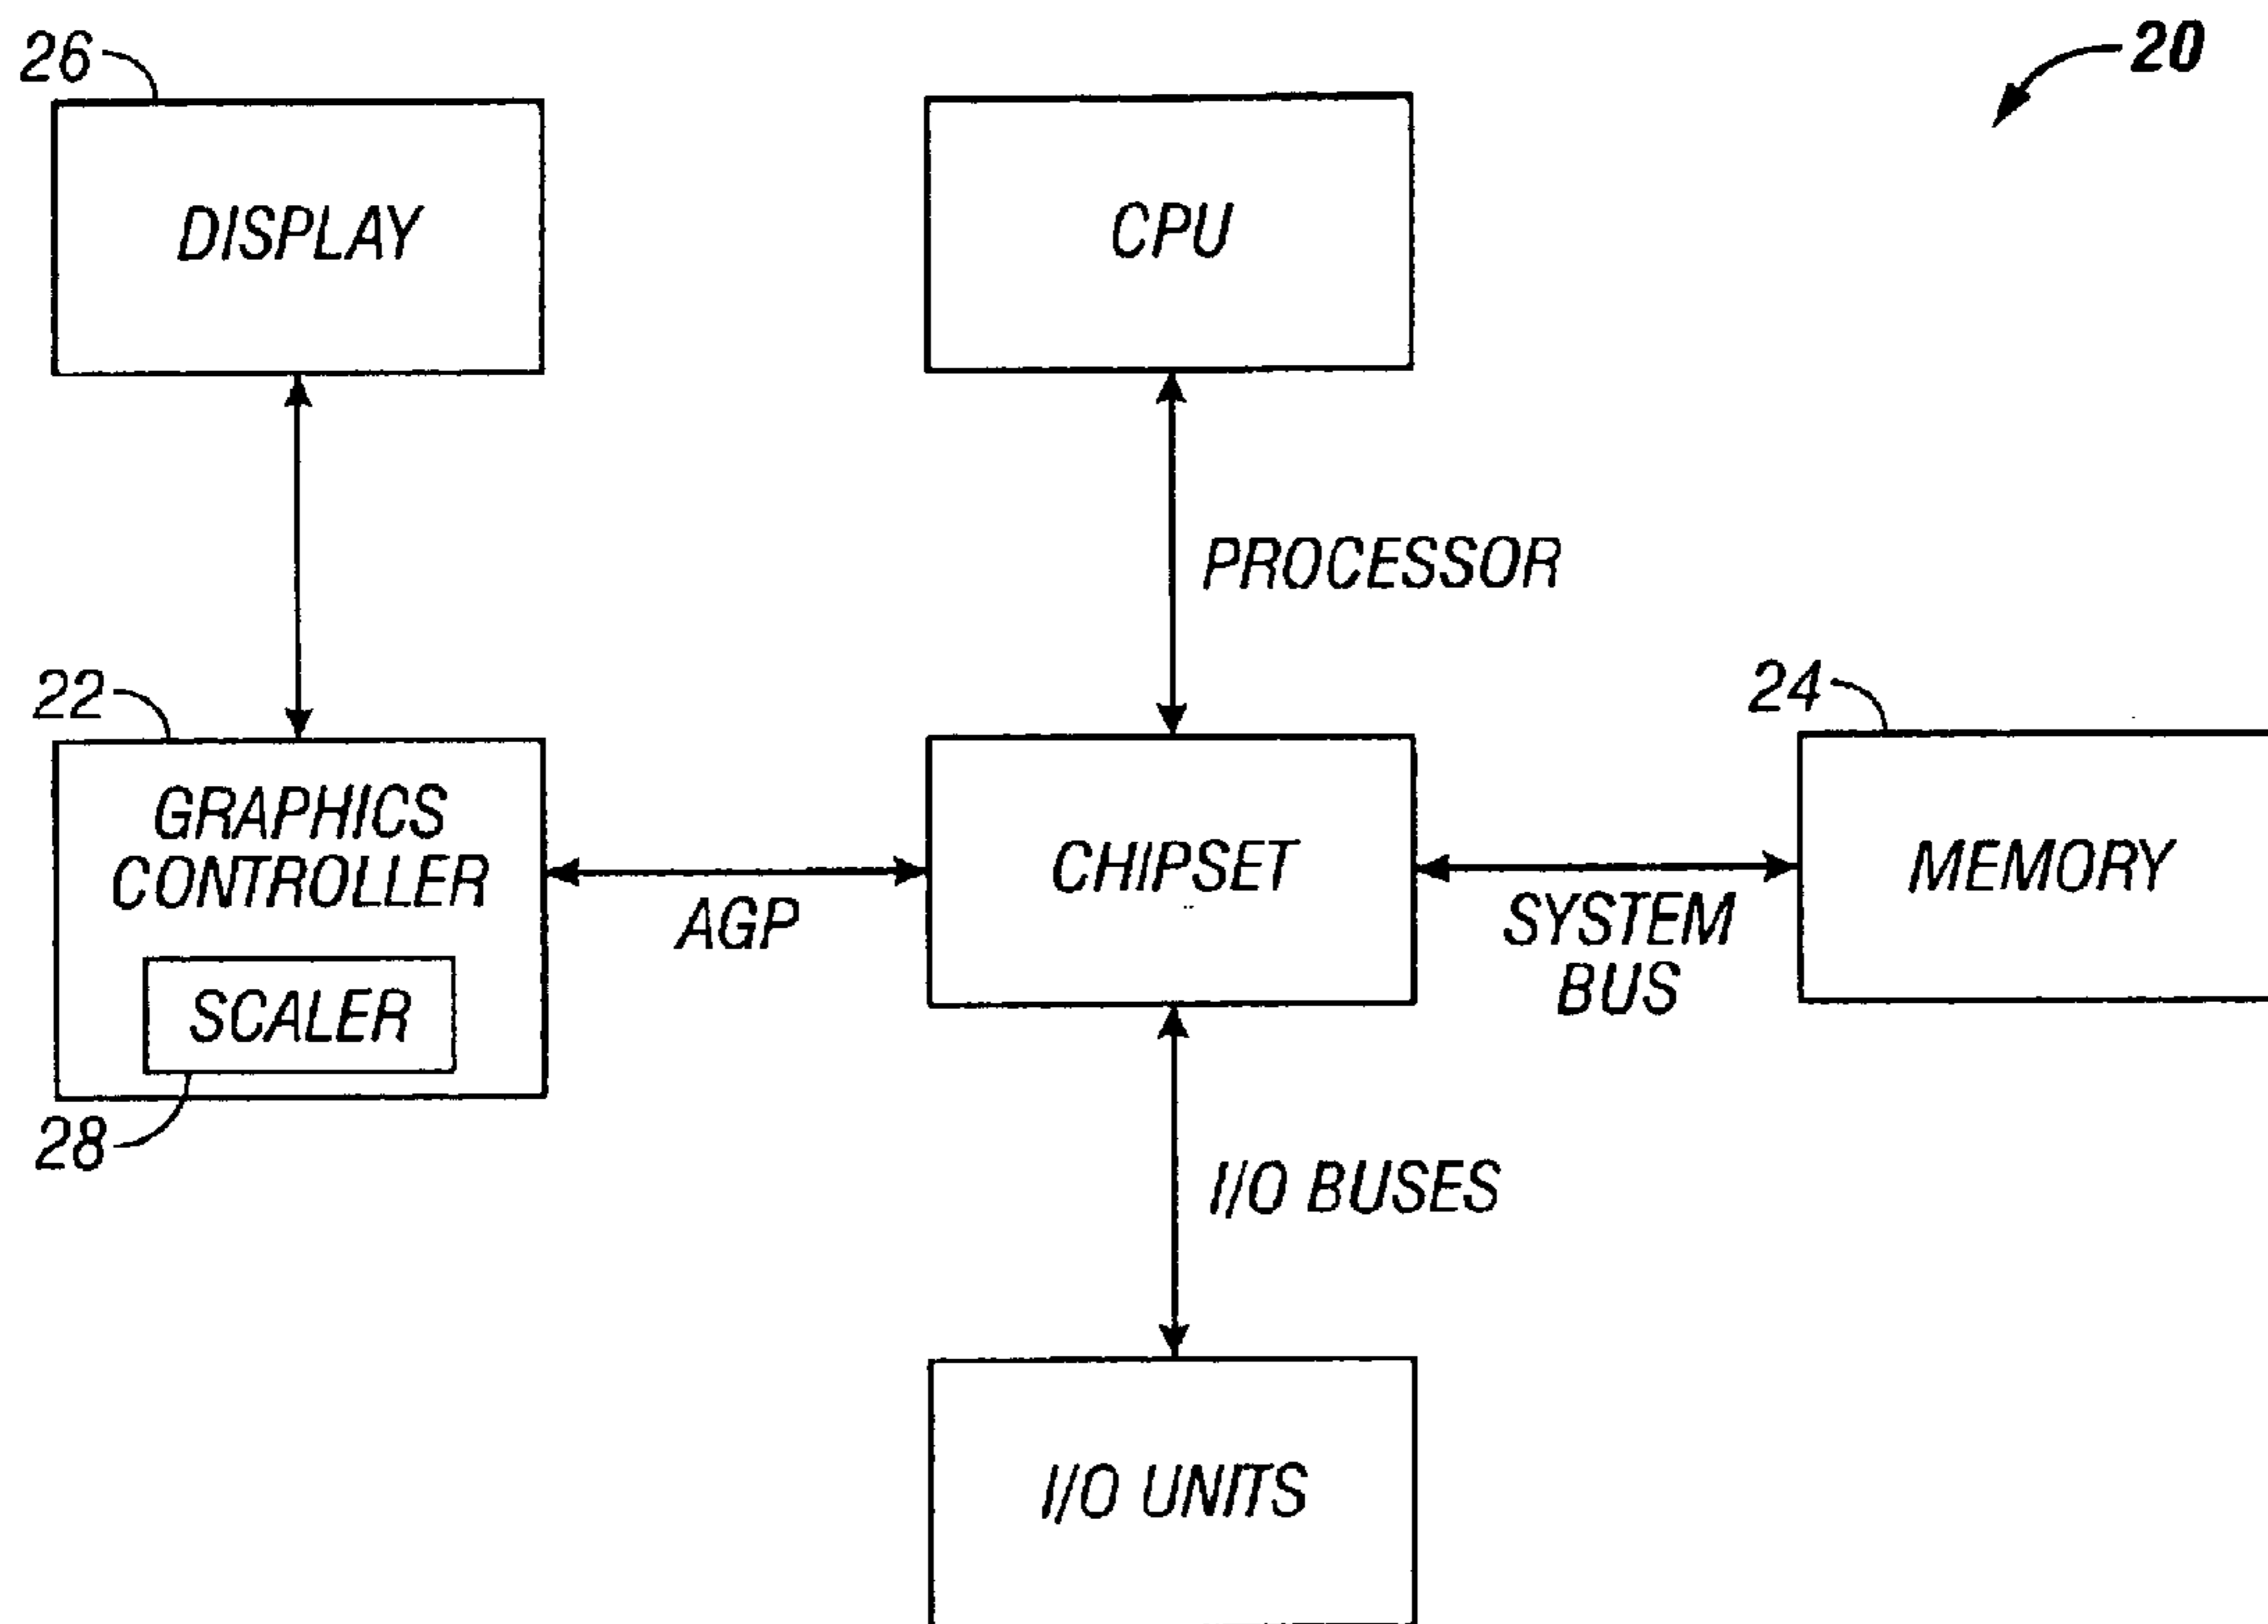 26
20
DISPLAY
CPU
PROCESSOR
22
24
GRAPHICS
CONTROLLER
CHIPSET
MEMORY
AGP
SYSTEM
BUS
SCALER
28
I/O BUSES
I/O UNITS